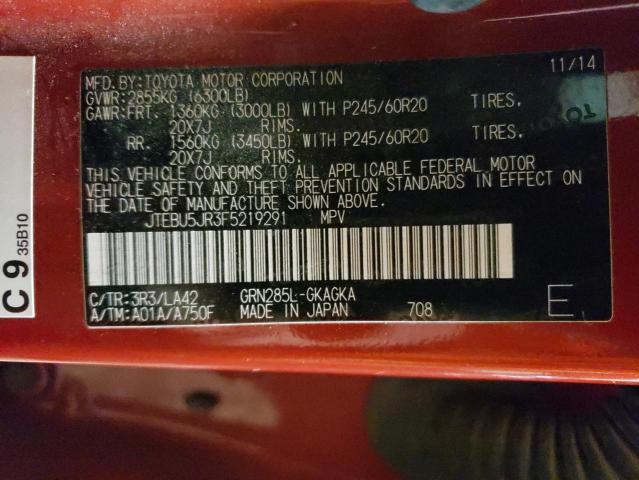 MFD.BY:TOYOTA MOTOR CORPORATION 11/14
GVWR:2855KG (6300LB)
GAWR:FRT. 1360KG (3000LB) WITH P245/60R20 TIRES,
20X7J RIMS.
RR. 1560KG (3450LB) WITH P245/60R20 TIRES,
20X7J RIMS.
THIS VEHICLE CONFORMS TO ALL APPLICABLE FEDERAL MOTOR
VEHICLE SAFETY AND THEFT PREVENTION STANDARDS IN EFFECT ON
THE DATE OF MANUFACTURE SHOWN ABOVE.
JTEBU5JR3F5219291 MPV
C/TR:3R3/LA42 GRN285L-GKAGKA
A/TM:A01A/A750F MADE IN JAPAN 708 E
C 9 35B10